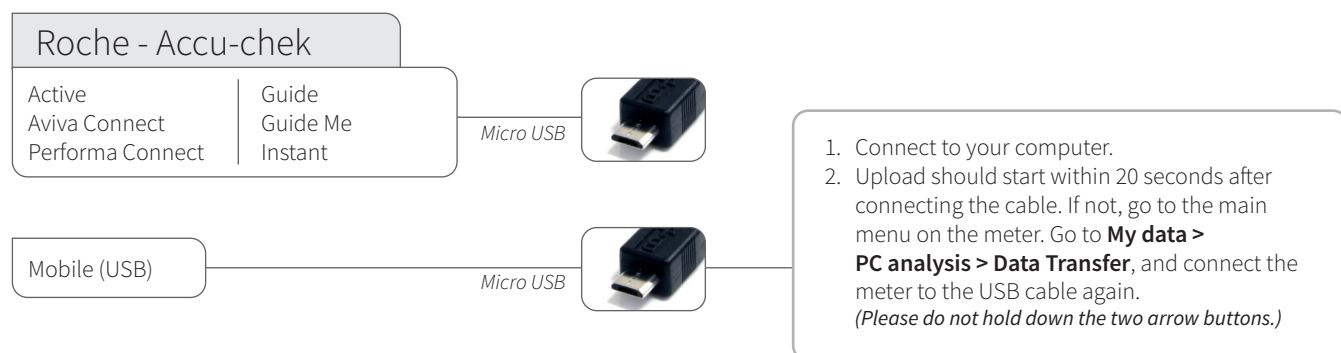 Roche - Accu-chek
Active
Aviva Connect
Performa Connect
Guide
Guide Me
Instant
Micro USB
Mobile (USB)
Micro USB
1. Connect to your computer.
2. Upload should start within 20 seconds after
connecting the cable. If not, go to the main
menu on the meter. Go to My data >
PC analysis > Data Transfer, and connect the
meter to the USB cable again.
(Please do not hold down the two arrow buttons.)